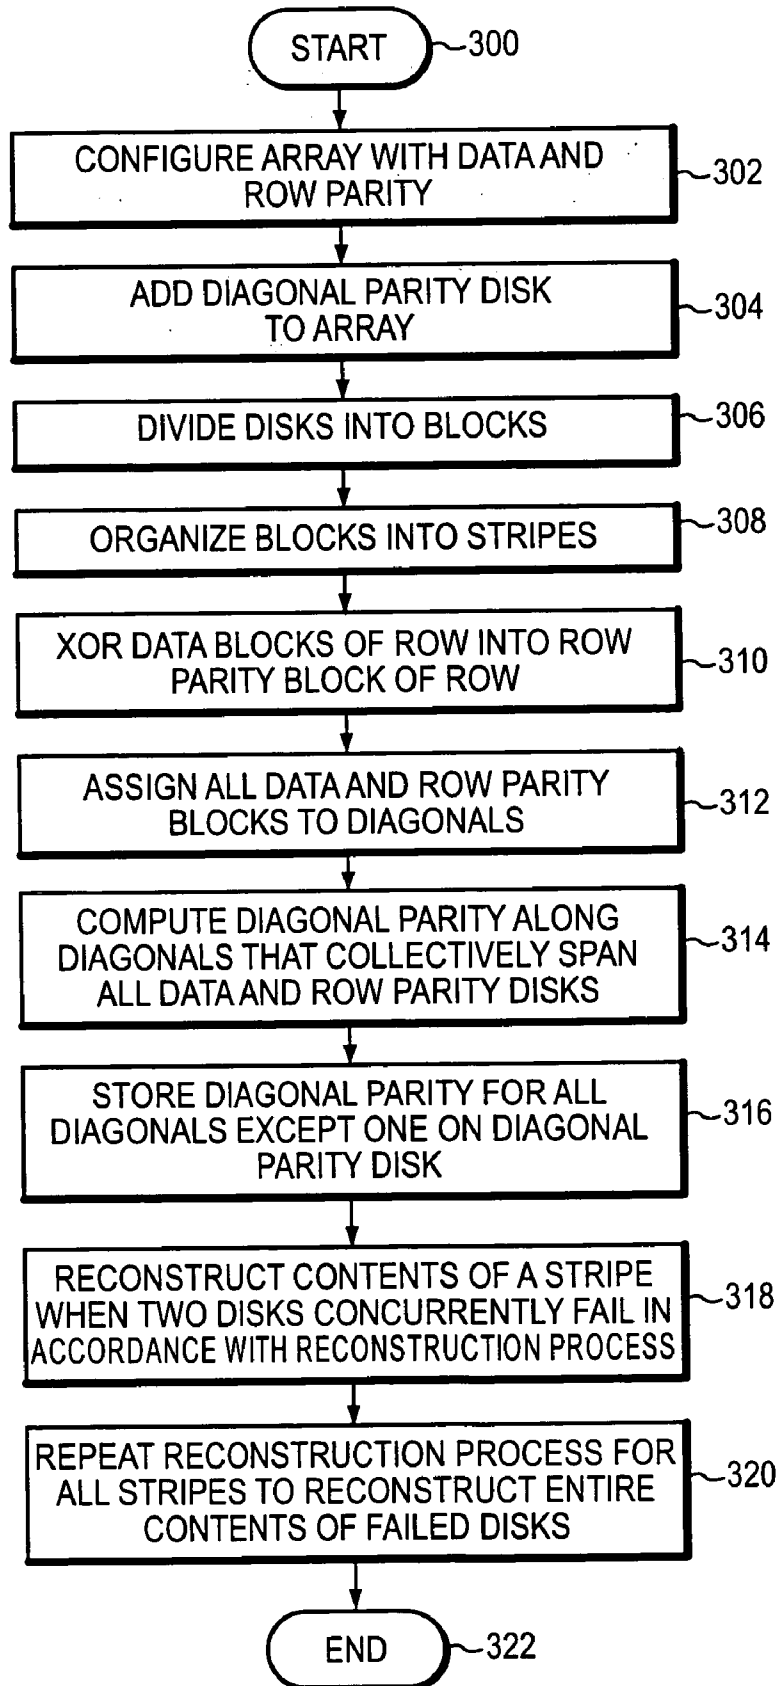 START 300
CONFIGURE ARRAY WITH DATA AND
ROW PARITY
302
ADD DIAGONAL PARITY DISK
TO ARRAY
304
DIVIDE DISKS INTO BLOCKS
306
ORGANIZE BLOCKS INTO STRIPES
308
XOR DATA BLOCKS OF ROW INTO ROW
PARITY BLOCK OF ROW
310
ASSIGN ALL DATA AND ROW PARITY
BLOCKS TO DIAGONALS
312
COMPUTE DIAGONAL PARITY ALONG
DIAGONALS THAT COLLECTIVELY SPAN
ALL DATA AND ROW PARITY DISKS
314
STORE DIAGONAL PARITY FOR ALL
DIAGONALS EXCEPT ONE ON DIAGONAL
PARITY DISK
316
RECONSTRUCT CONTENTS OF A STRIPE
WHEN TWO DISKS CONCURRENTLY FAIL IN
ACCORDANCE WITH RECONSTRUCTION PROCESS
318
REPEAT RECONSTRUCTION PROCESS FOR
ALL STRIPES TO RECONSTRUCT ENTIRE
CONTENTS OF FAILED DISKS
320
END 322